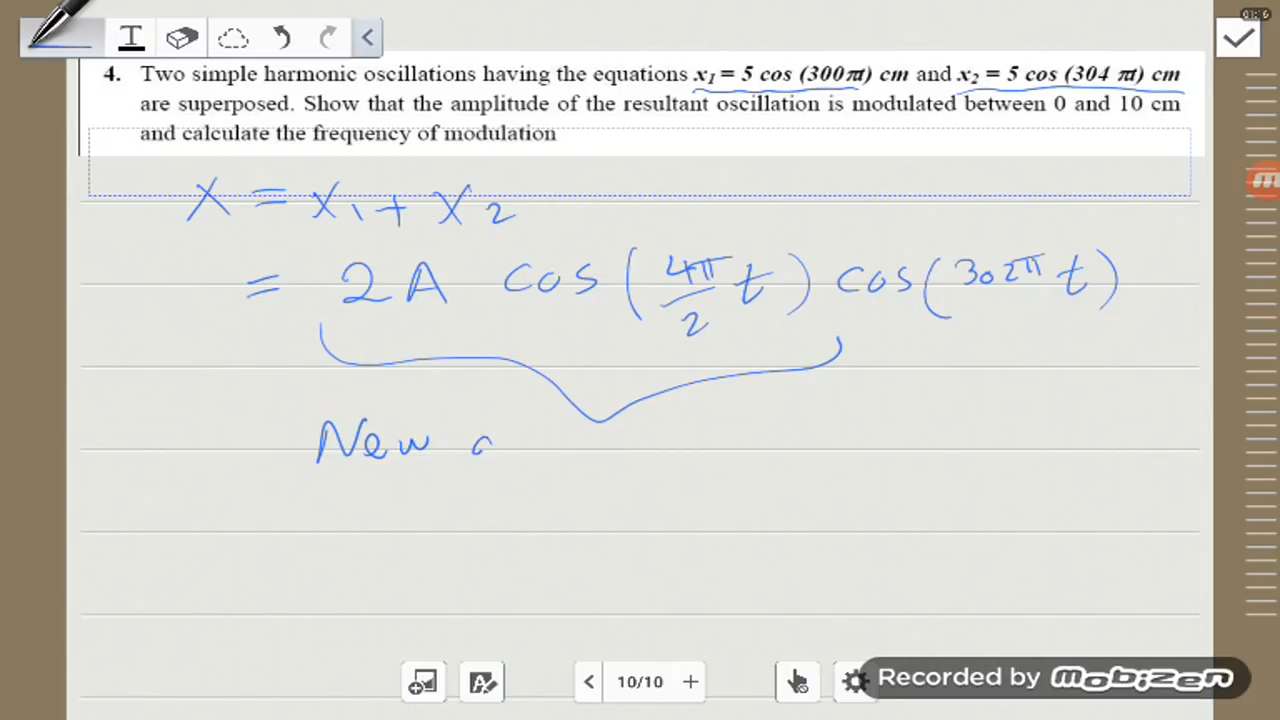 01:16
T
4. Two simple harmonic oscillations having the equations x₁ = 5 cos (300πt) cm and x₂ = 5 cos (304 πt) cm
are superposed. Show that the amplitude of the resultant oscillation is modulated between 0 and 10 cm
and calculate the frequency of modulation
X = X₁ + X₂
= 2A cos(4π/2 t) cos(302π t)
New a
10/10
Recorded by mobizen